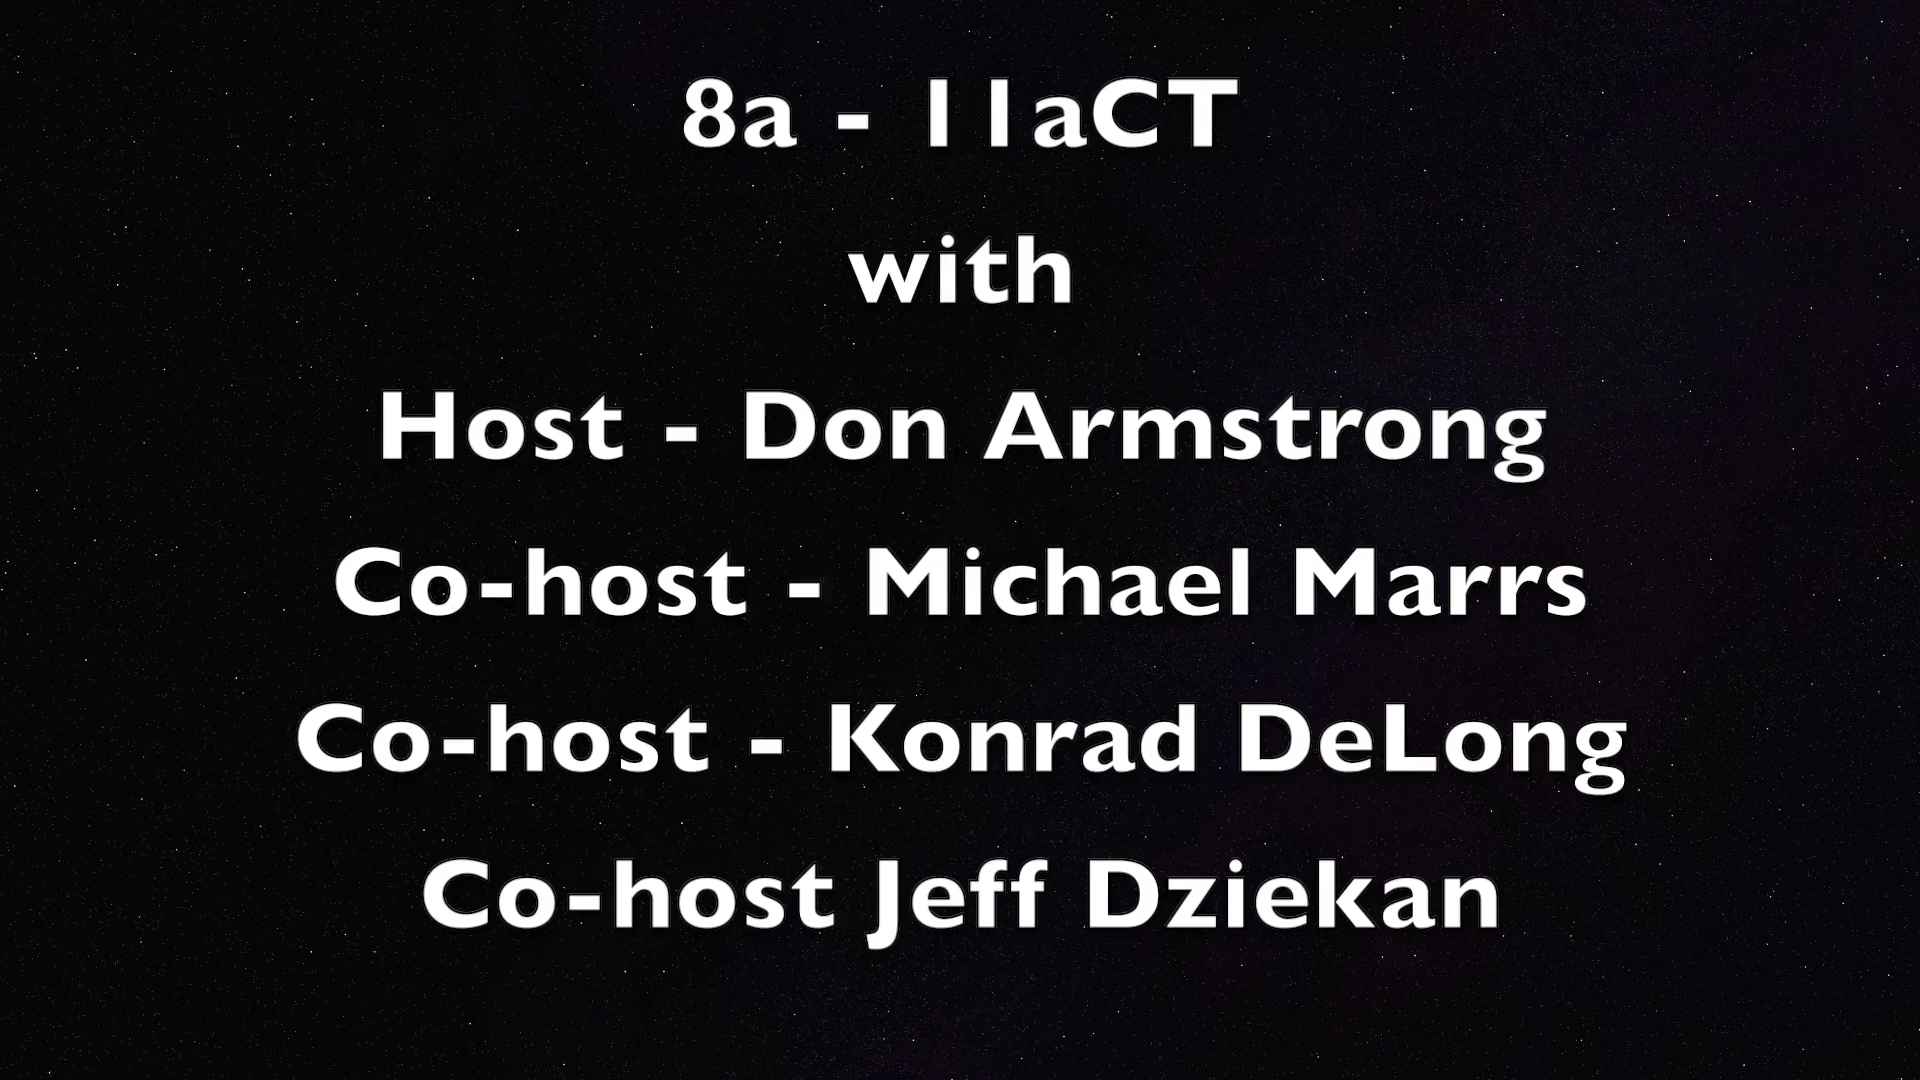 8a - 11aCT
with
Host - Don Armstrong
Co-host - Michael Marrs
Co-host - Konrad DeLong
Co-host Jeff Dziekan